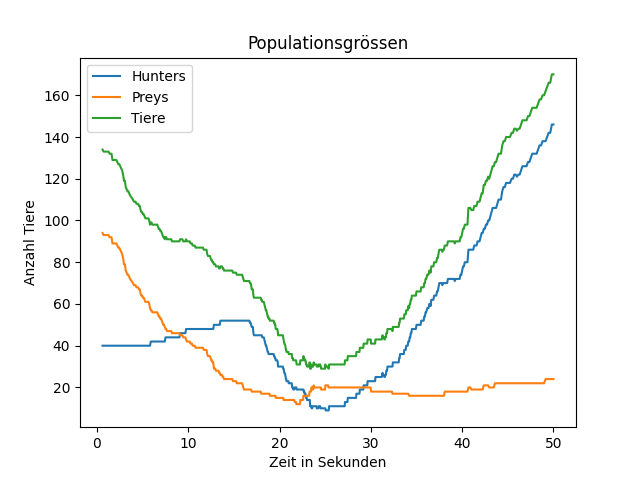 Populationsgrössen
Hunters
Preys
Tiere
Anzahl Tiere
160
140
120
100
80
60
40
20
0 10 20 30 40 50
Zeit in Sekunden